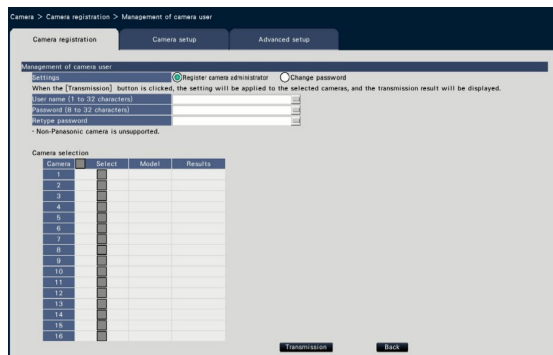 Camera > Camera registration > Management of camera user
Camera registration
Camera setup
Advanced setup
Management of camera user
Settings
Register camera administrator
Change password
When the [Transmission] button is clicked, the setting will be applied to the selected cameras, and the transmission result will be displayed.
User name (1 to 32 characters)
Password (8 to 32 characters)
Retype password
- Non-Panasonic camera is unsupported.
Camera selection
Camera Select Model Results
1
2
3
4
5
6
7
8
9
10
11
12
13
14
15
16
Transmission
Back